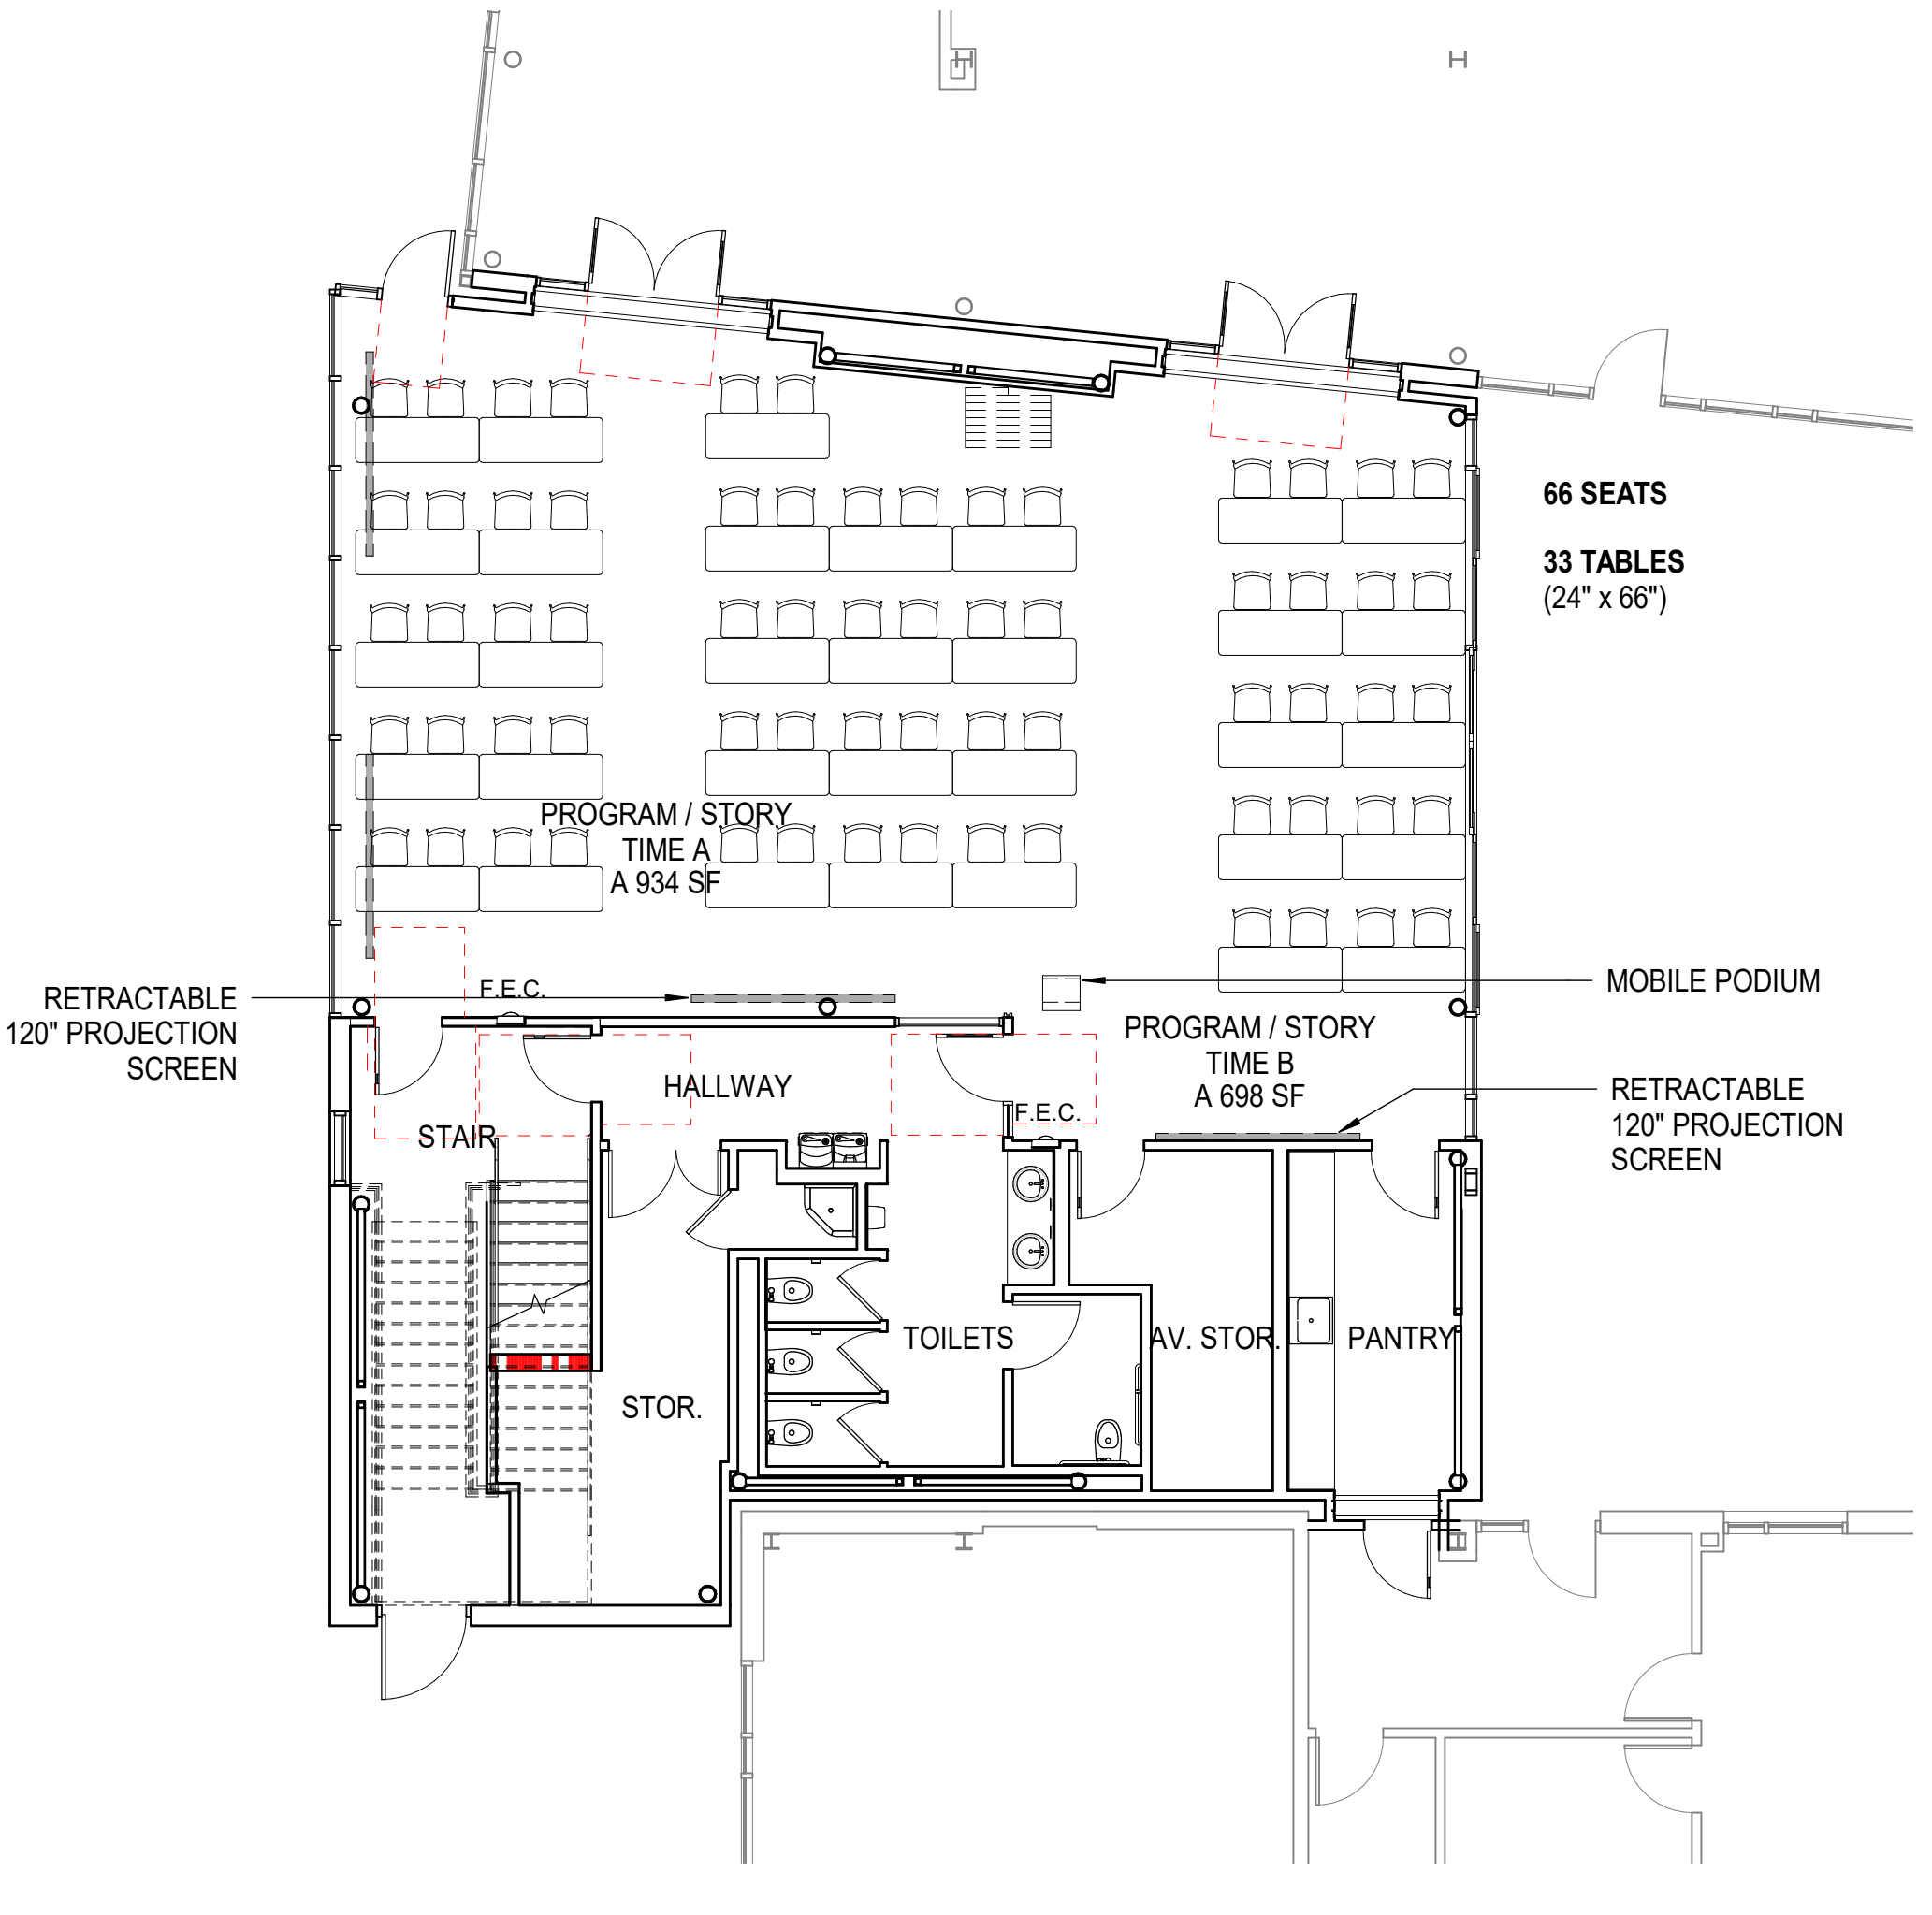 66 SEATS
33 TABLES
(24" x 66")
PROGRAM / STORY
TIME A
A 934 SF
RETRACTABLE
120" PROJECTION
SCREEN
F.E.C.
MOBILE PODIUM
PROGRAM / STORY
TIME B
A 698 SF
HALLWAY
RETRACTABLE
120" PROJECTION
SCREEN
F.E.C.
STAIR
TOILETS
AV. STOR.
PANTRY
STOR.